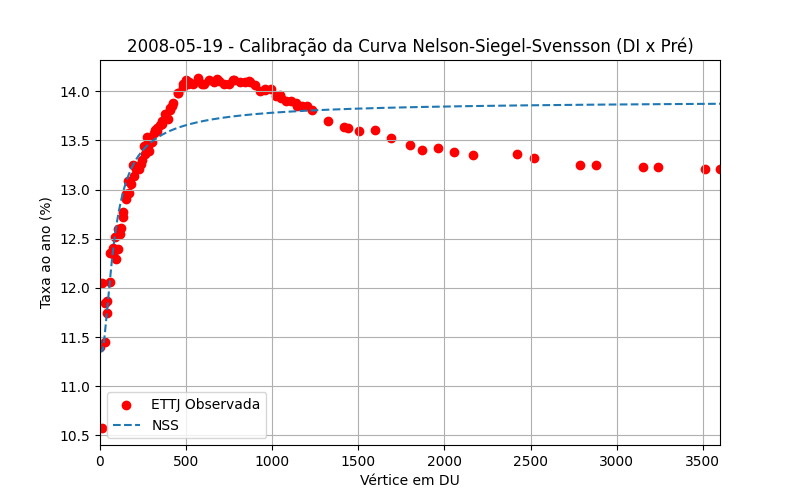 2008-05-19 - Calibração da Curva Nelson-Siegel-Svensson (DI x Pré)
Taxa ao ano (%)
14.0
13.5
13.0
12.5
12.0
11.5
11.0
10.5
ETTJ Observada
NSS
0 500 1000 1500 2000 2500 3000 3500
Vértice em DU